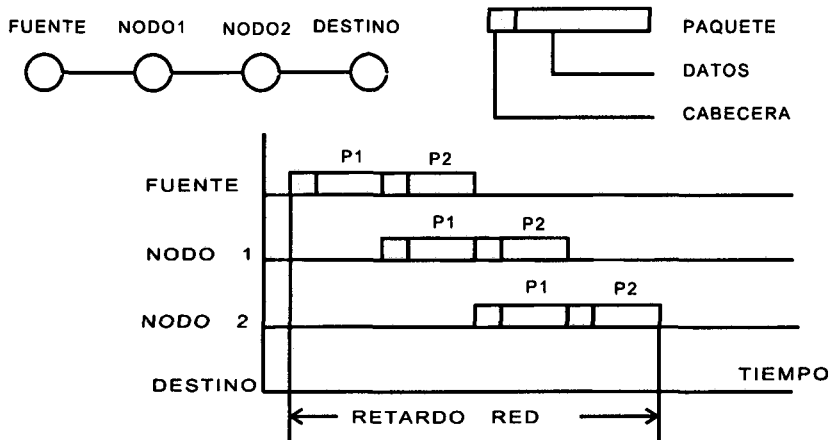 FUENTE NODO1 NODO2 DESTINO
PAQUETE
DATOS
CABECERA
P1 P2
FUENTE
P1 P2
NODO 1
P1 P2
NODO 2
TIEMPO
DESTINO
RETARDO RED